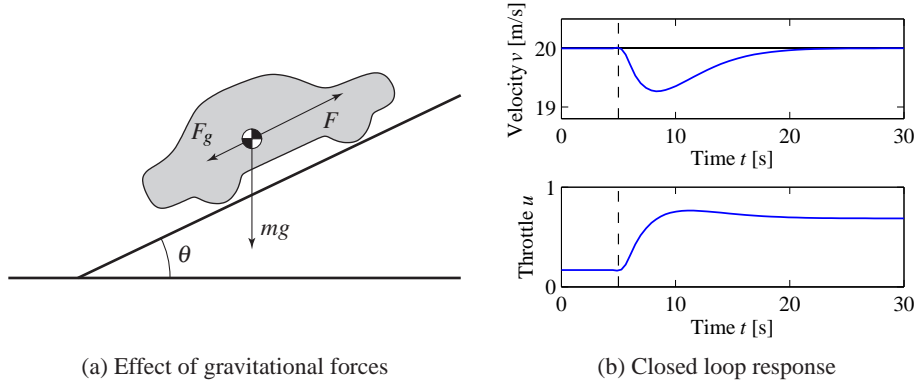 F_g
F
mg
θ
(a) Effect of gravitational forces
Velocity v [m/s]
20
19
0
10
20
30
Time t [s]
Throttle u
1
0
0
10
20
30
Time t [s]
(b) Closed loop response